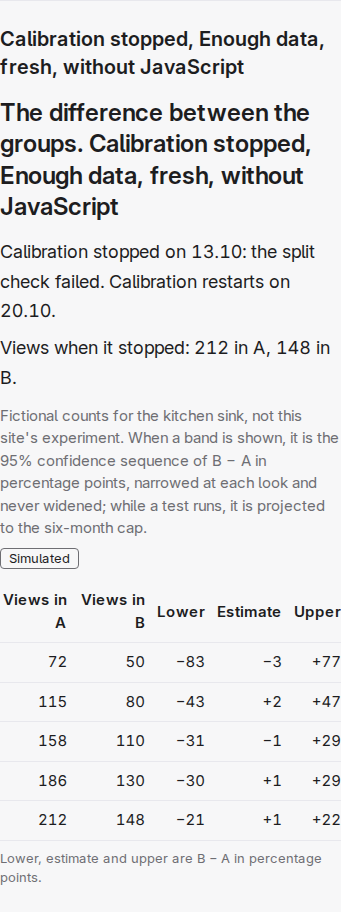 Calibration stopped, Enough data,
fresh, without JavaScript
The difference between the
groups. Calibration stopped,
Enough data, fresh, without
JavaScript
Calibration stopped on 13.10: the split
check failed. Calibration restarts on
20.10.
Views when it stopped: 212 in A, 148 in
B.
Fictional counts for the kitchen sink, not this
site's experiment. When a band is shown, it is the
95% confidence sequence of B − A in
percentage points, narrowed at each look and
never widened; while a test runs, it is projected
to the six-month cap.
Simulated
Views in A Views in B Lower Estimate Upper
72 50 −83 −3 +77
115 80 −43 +2 +47
158 110 −31 −1 +29
186 130 −30 +1 +29
212 148 −21 +1 +22
Lower, estimate and upper are B − A in percentage
points.